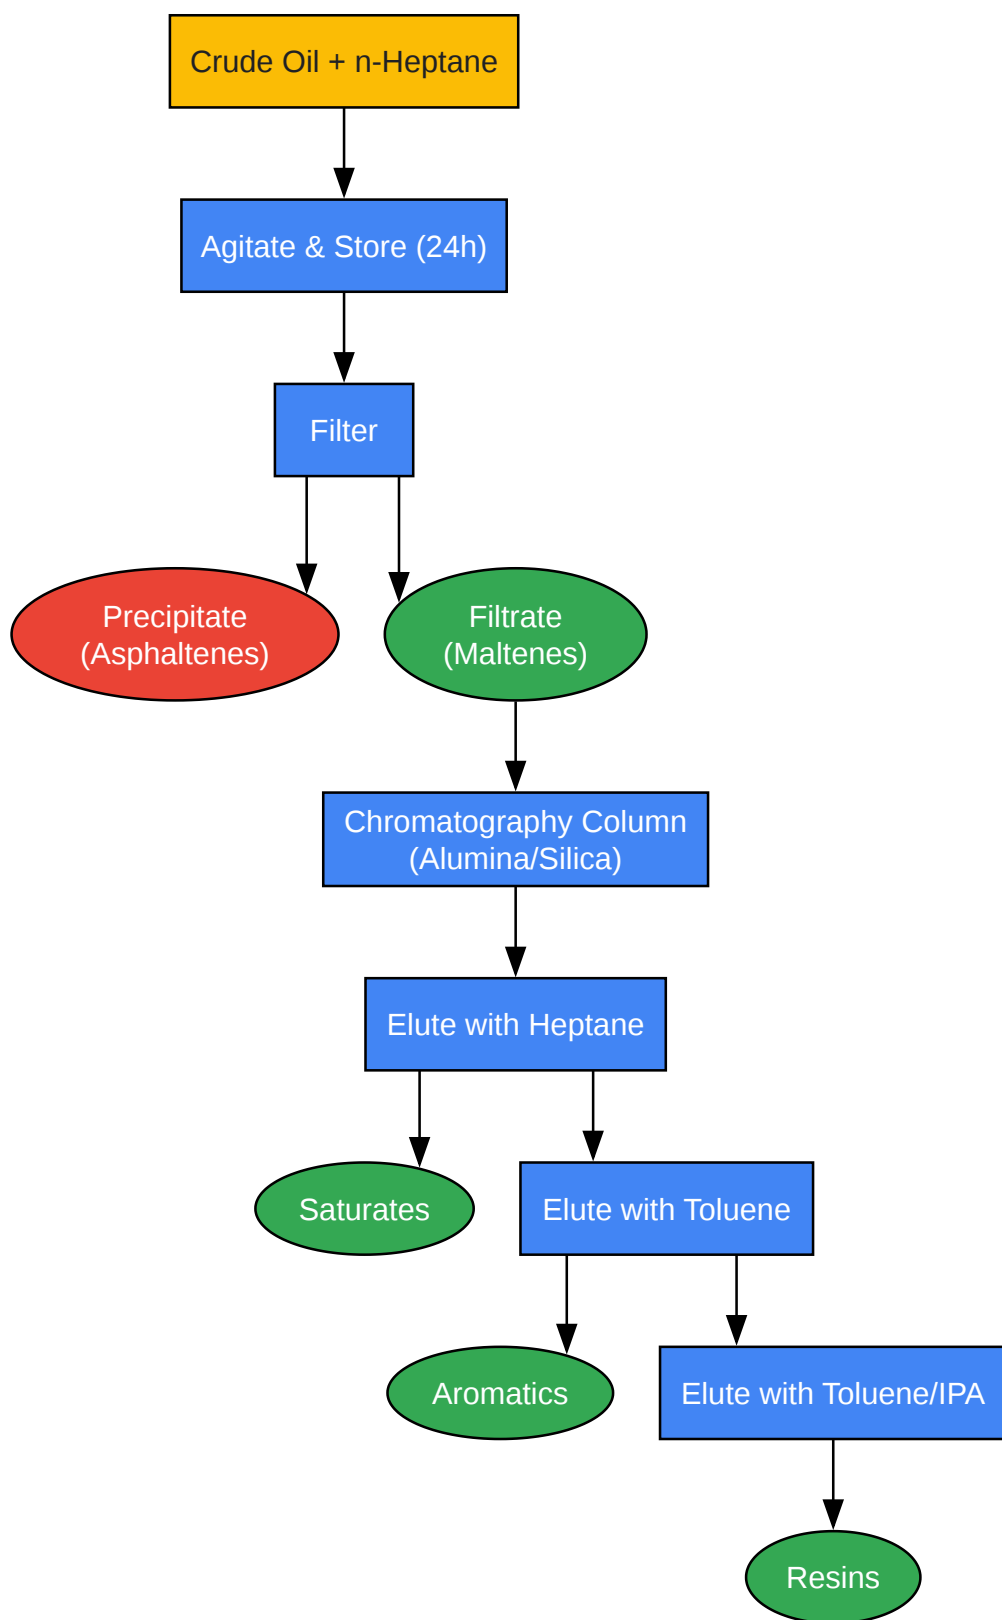 Crude Oil + n-Heptane
Agitate & Store (24h)
Filter
Precipitate
(Asphaltenes)
Filtrate
(Maltenes)
Chromatography Column
(Alumina/Silica)
Elute with Heptane
Saturates
Elute with Toluene
Aromatics
Elute with Toluene/IPA
Resins